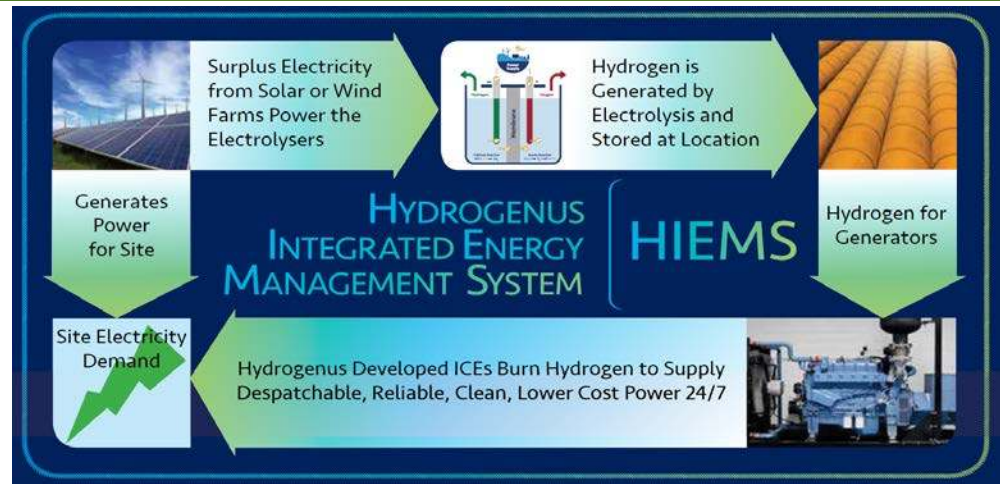 Surplus Electricity
from Solar or Wind
Farms Power the
Electrolysers
Hydrogen is
Generated by
Electrolysis and
Stored at Location
Generates
Power
for Site
HYDROGENUS
INTEGRATED ENERGY
MANAGEMENT SYSTEM
HIEMS
Hydrogen for
Generators
Site Electricity
Demand
Hydrogenus Developed ICEs Burn Hydrogen to Supply
Despatchable, Reliable, Clean, Lower Cost Power 24/7